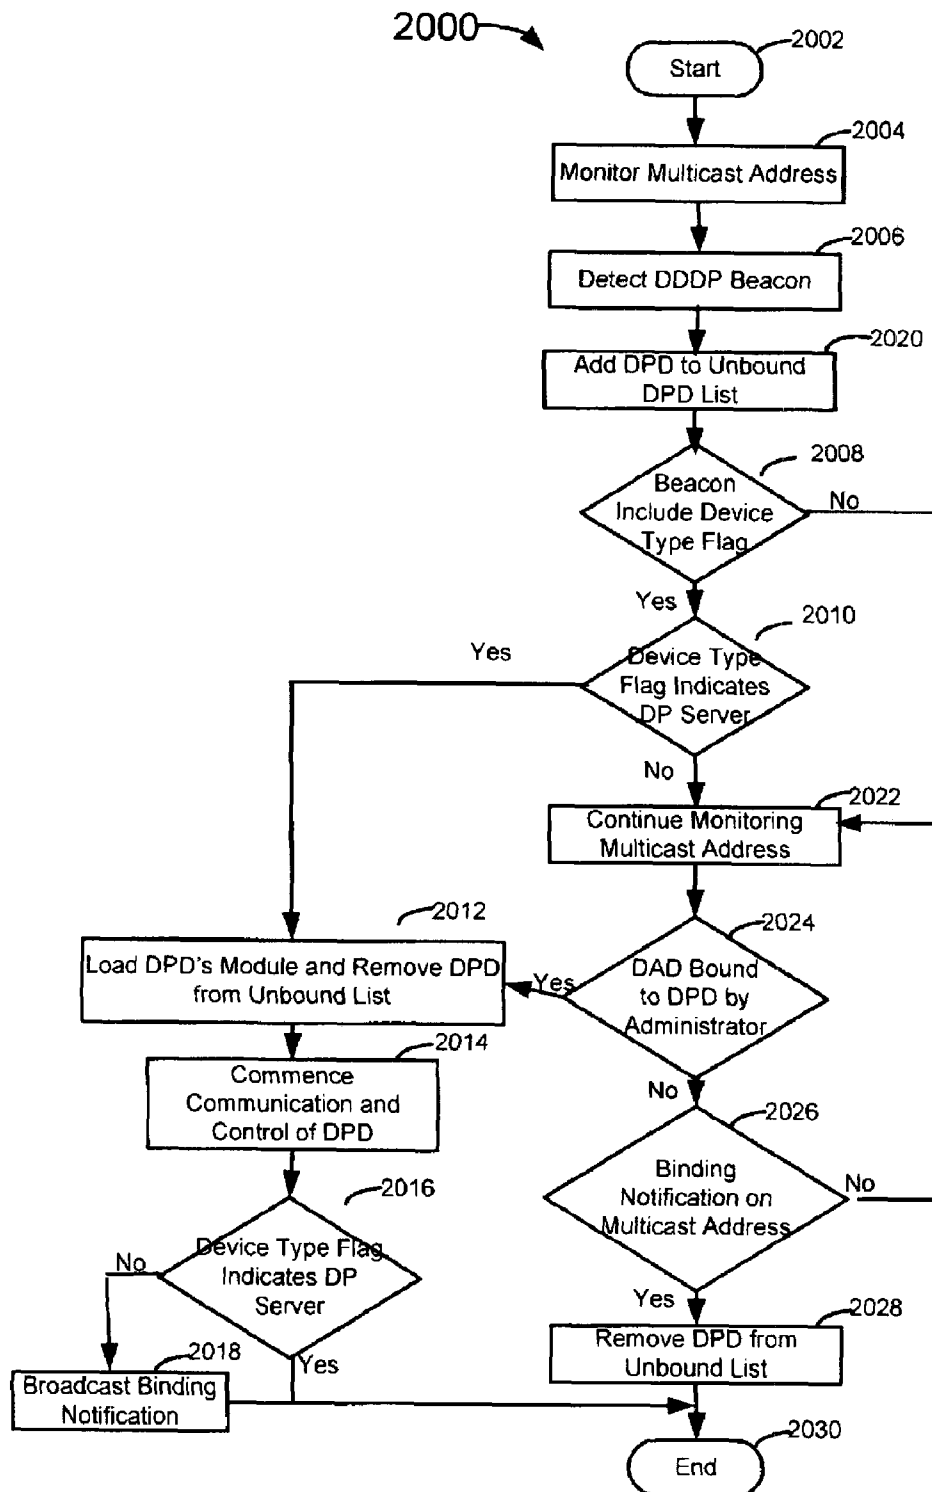 2000
2002
Start
2004
Monitor Multicast Address
2006
Detect DDDP Beacon
2020
Add DPD to Unbound
DPD List
2008
Beacon
Include Device
Type Flag
No
Yes
2010
Yes
Device Type
Flag Indicates
DP Server
No
2022
Continue Monitoring
Multicast Address
2012
2024
Load DPD's Module and Remove DPD
from Unbound List
Yes
DAD Bound
to DPD by
Administrator
2014
Commence
Communication and
Control of DPD
No
2026
Binding
Notification on
Multicast Address
No
2016
Device Type Flag
Indicates DP
Server
No
Yes
Yes
2028
Remove DPD from
Unbound List
2018
Broadcast Binding
Notification
2030
End